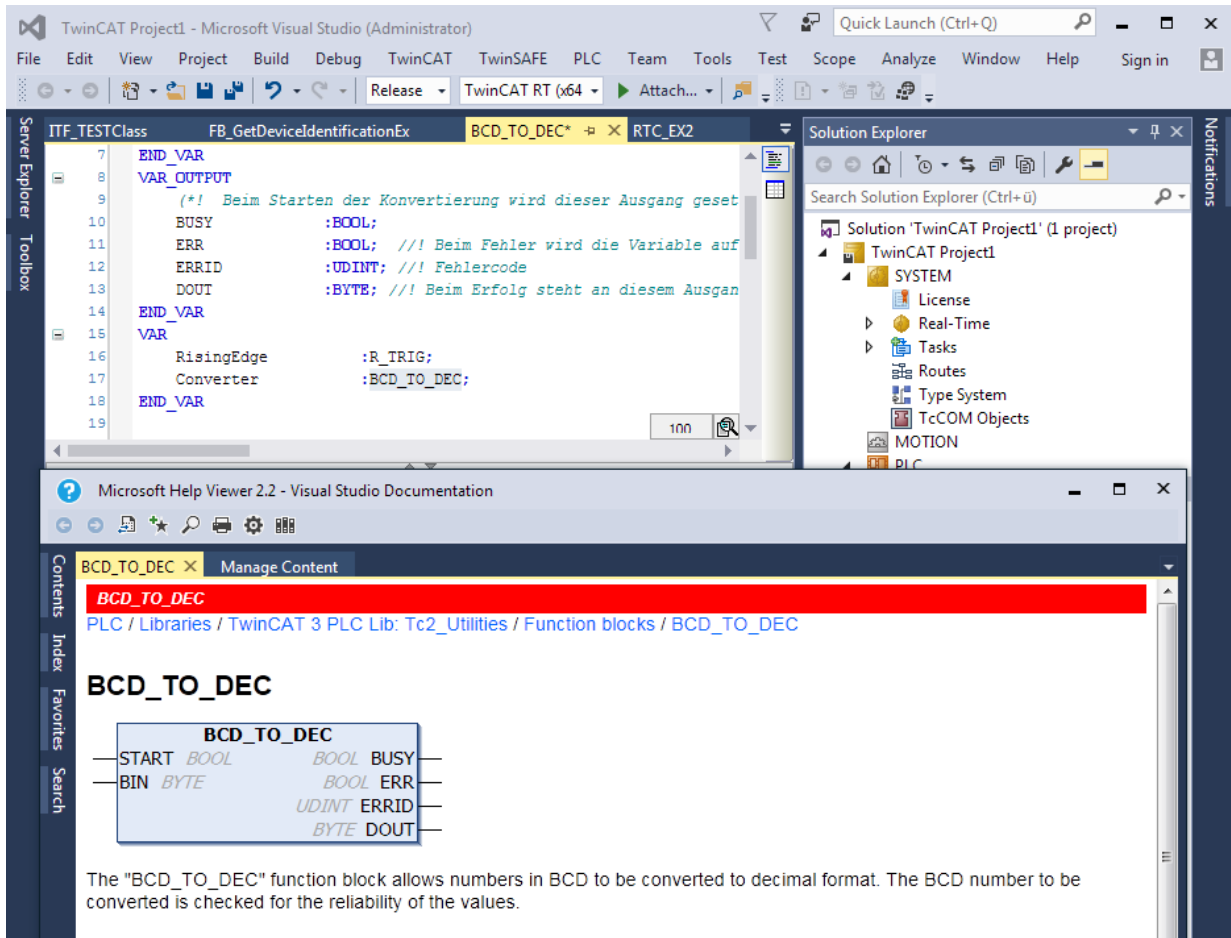 TwinCAT Project1 - Microsoft Visual Studio (Administrator)
Quick Launch (Ctrl+Q)
File Edit View Project Build Debug TwinCAT TwinSAFE PLC Team Tools Test Scope Analyze Window Help Sign in
Release TwinCAT RT (x64 Attach...
Server Explorer
Toolbox
ITF_TESTClass FB_GetDeviceIdentificationEx BCD_TO_DEC* RTC_EX2
7 END_VAR
8 VAR_OUTPUT
9 (*! Beim Starten der Konvertierung wird dieser Ausgang geset
10 BUSY :BOOL;
11 ERR :BOOL; //! Beim Fehler wird die Variable auf
12 ERRID :UDINT; //! Fehlercode
13 DOUT :BYTE; //! Beim Erfolg steht an diesem Ausgan
14 END_VAR
15 VAR
16 RisingEdge :R_TRIG;
17 Converter :BCD_TO_DEC;
18 END_VAR
19
100
Solution Explorer
Search Solution Explorer (Ctrl+ü)
Solution 'TwinCAT Project1' (1 project)
TwinCAT Project1
SYSTEM
License
Real-Time
Tasks
Routes
Type System
TcCOM Objects
MOTION
PLC
Notifications
Microsoft Help Viewer 2.2 - Visual Studio Documentation
Contents
Index
Favorites
Search
BCD_TO_DEC Manage Content
BCD_TO_DEC
PLC / Libraries / TwinCAT 3 PLC Lib: Tc2_Utilities / Function blocks / BCD_TO_DEC
BCD_TO_DEC
BCD_TO_DEC
START BOOL BOOL BUSY
BIN BYTE BOOL ERR
UDINT ERRID
BYTE DOUT
The "BCD_TO_DEC" function block allows numbers in BCD to be converted to decimal format. The BCD number to be
converted is checked for the reliability of the values.